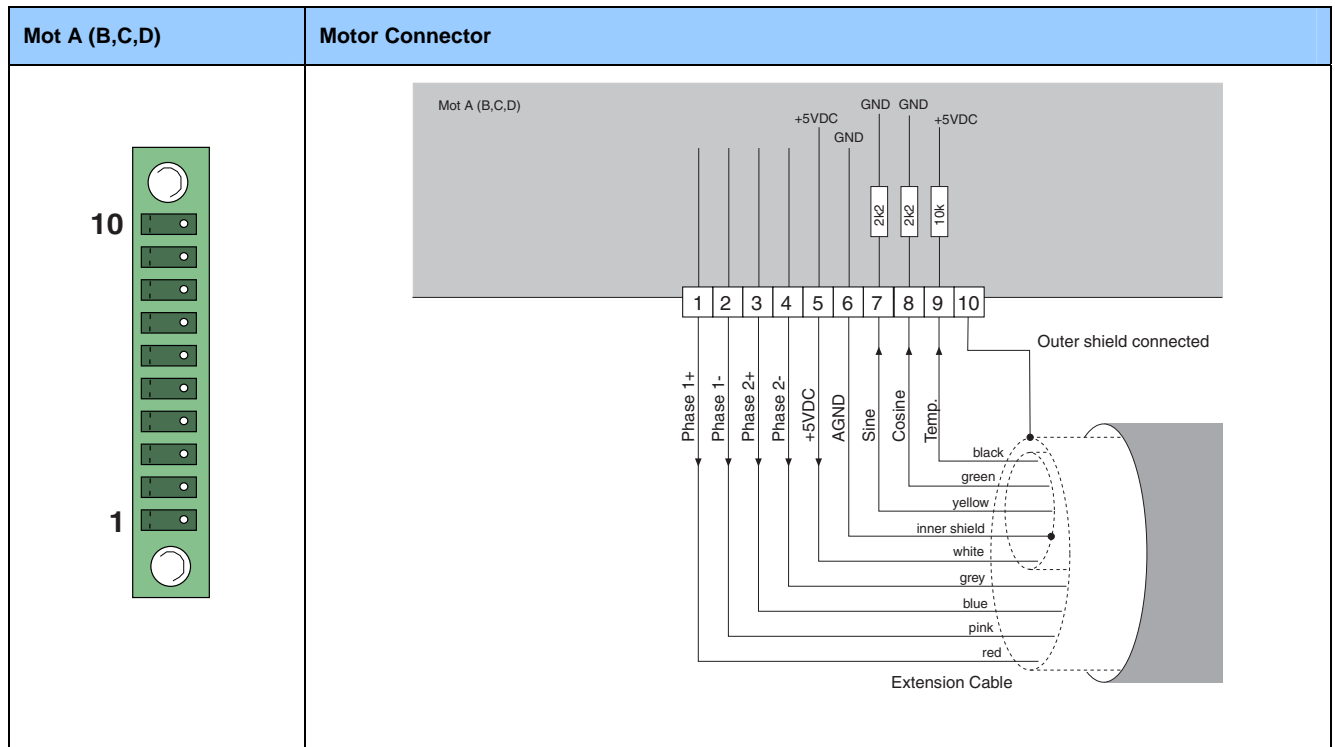 Mot A (B,C,D)
Motor Connector
10
1
Mot A (B,C,D)
GND GND
+5VDC +5VDC
GND
2k2 2k2 10k
1 2 3 4 5 6 7 8 9 10
Outer shield connected
Phase 1+
Phase 1-
Phase 2+
Phase 2-
+5VDC
AGND
Sine
Cosine
Temp.
black
green
yellow
inner shield
white
grey
blue
pink
red
Extension Cable